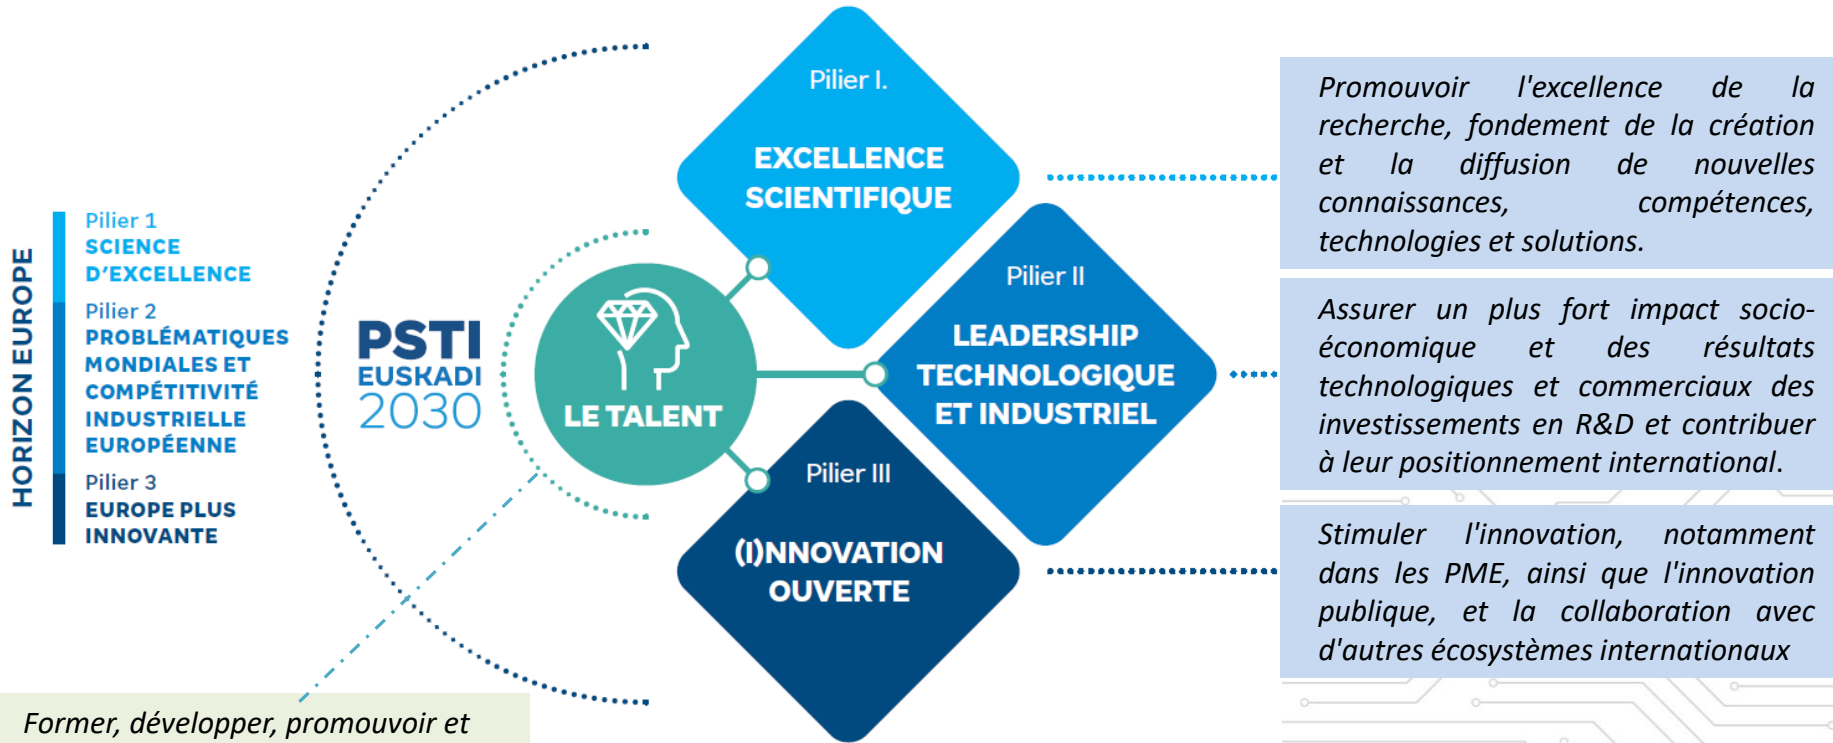 HORIZON EUROPE
Pilier 1
SCIENCE
D'EXCELLENCE
Pilier 2
PROBLÉMATIQUES
MONDIALES ET
COMPÉTITIVITÉ
INDUSTRIELLE
EUROPÉENNE
Pilier 3
EUROPE PLUS
INNOVANTE
PSTI
EUSKADI
2030
LE TALENT
Pilier I.
EXCELLENCE
SCIENTIFIQUE
Pilier II
LEADERSHIP
TECHNOLOGIQUE
ET INDUSTRIEL
Pilier III
(I)NNOVATION
OUVERTE
Promouvoir l'excellence de la
recherche, fondement de la création
et la diffusion de nouvelles
connaissances, compétences,
technologies et solutions.
Assurer un plus fort impact socio-
économique et des résultats
technologiques et commerciaux des
investissements en R&D et contribuer
à leur positionnement international.
Stimuler l'innovation, notamment
dans les PME, ainsi que l'innovation
publique, et la collaboration avec
d'autres écosystèmes internationaux
Former, développer, promouvoir et